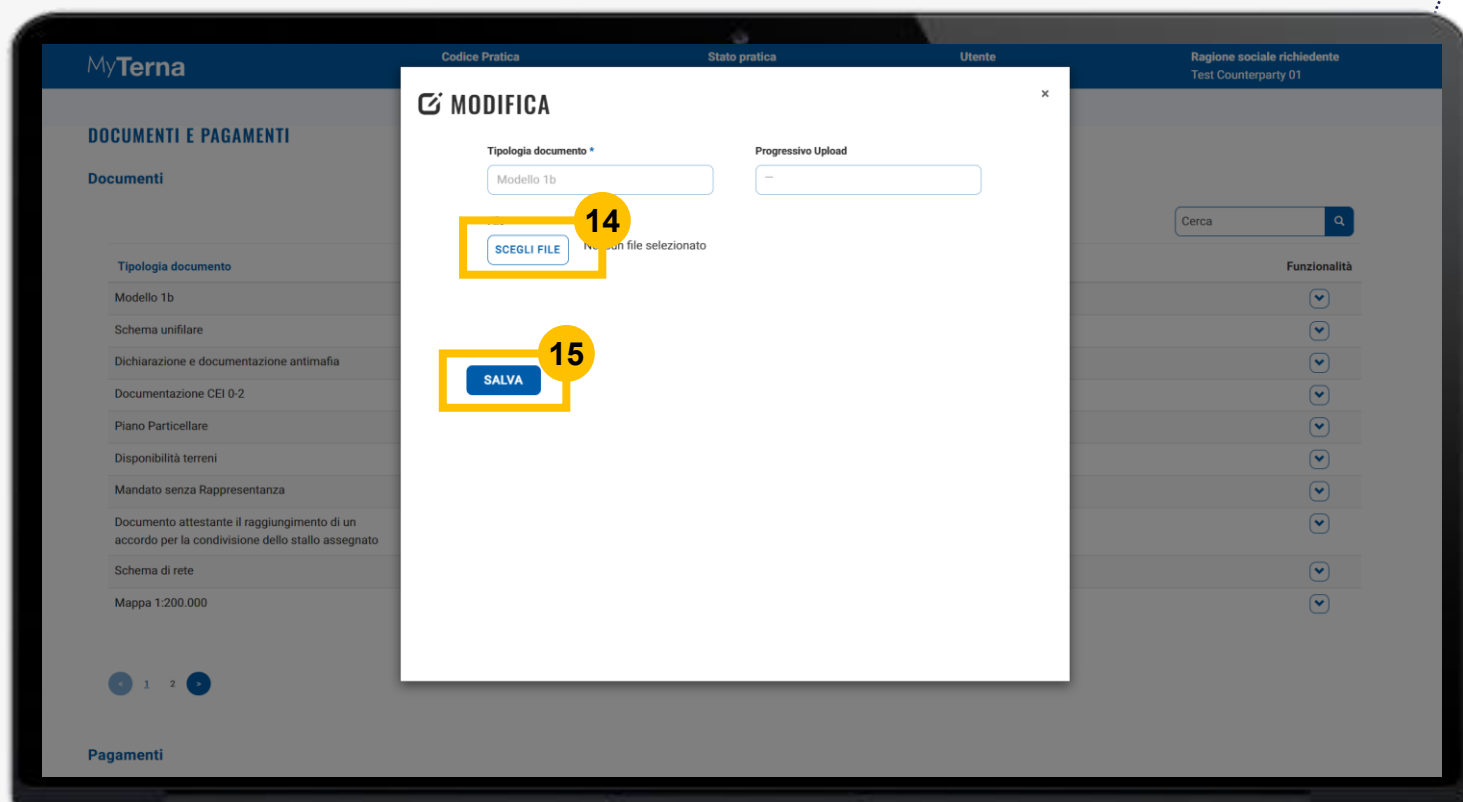 MyTerna
Codice Pratica
Stato pratica
Utente
Ragione sociale richiedente
Test Counterparty 01
DOCUMENTI E PAGAMENTI
Documenti
MODIFICA
×
Tipologia documento *
Progressivo Upload
Modello 1b
—
14
SCEGLI FILE
file selezionato
15
SALVA
Cerca
Tipologia documento
Funzionalità
Modello 1b
Schema unifilare
Dichiarazione e documentazione antimafia
Documentazione CEI 0-2
Piano Particellare
Disponibilità terreni
Mandato senza Rappresentanza
Documento attestante il raggiungimento di un
accordo per la condivisione dello stallo assegnato
Schema di rete
Mappa 1:200.000
< 1 2 >
Pagamenti